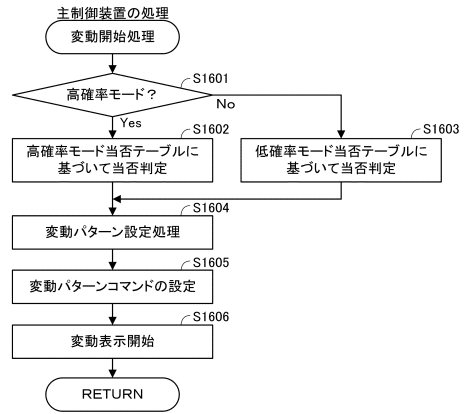 主制御装置の処理
変動開始処理
S1601
高確率モード？
No
Yes
S1602
高確率モード当否テーブルに
基づいて当否判定
S1603
低確率モード当否テーブルに
基づいて当否判定
S1604
変動パターン設定処理
S1605
変動パターンコマンドの設定
S1606
変動表示開始
RETURN